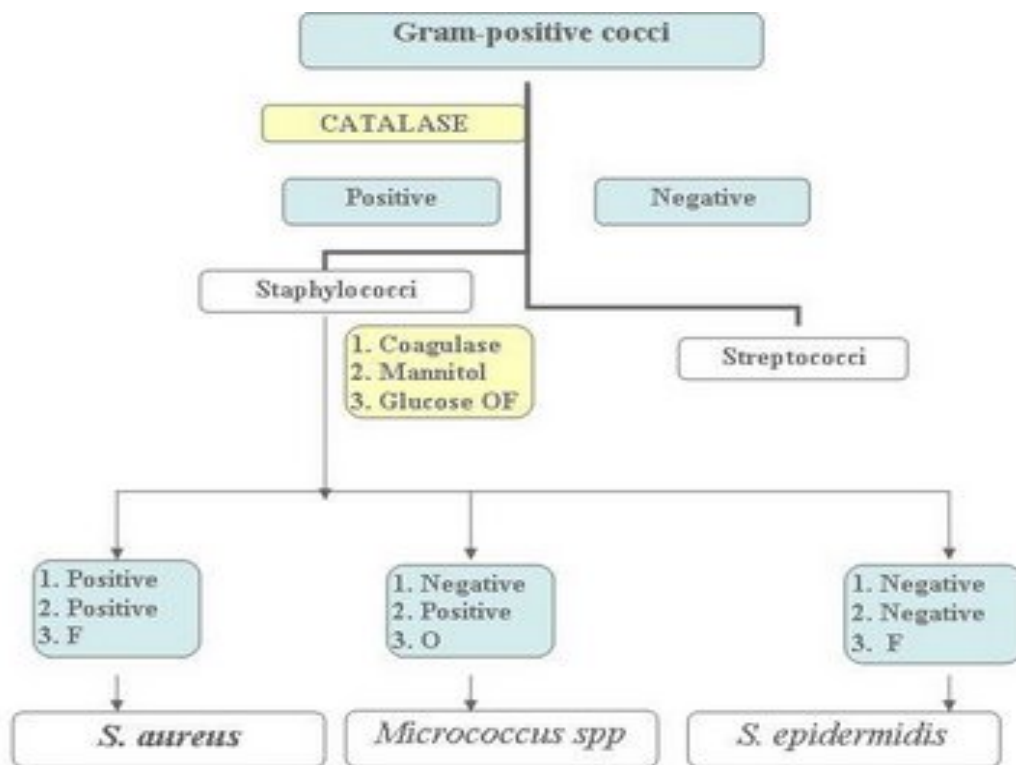 Gram-positive cocci
CATALASE
Positive
Negative
Staphylococci
1. Coagulase
2. Mannitol
3. Glucose OF
Streptococci
1. Positive
2. Positive
3. F
1. Negative
2. Positive
3. O
1. Negative
2. Negative
3. F
S. aureus
Micrococcus spp
S. epidermidis